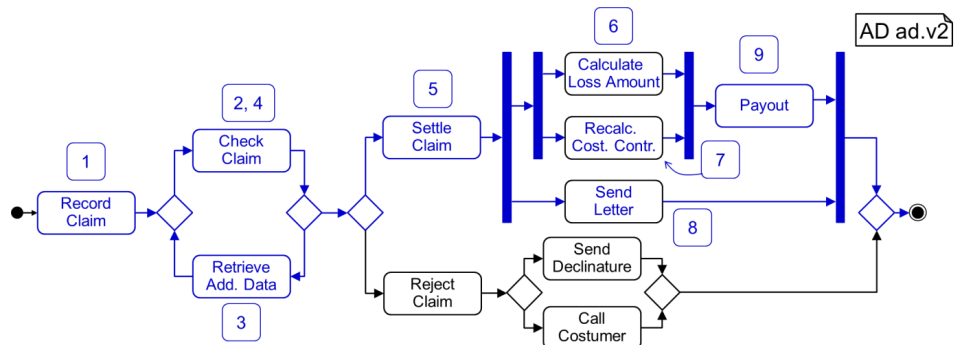 AD ad.v2
6
Calculate
Loss Amount
9
Payout
2, 4
Check
Claim
5
Settle
Claim
Recalc.
Cost. Contr.
7
1
Record
Claim
Send
Letter
8
Retrieve
Add. Data
3
Reject
Claim
Send
Declinature
Call
Costumer